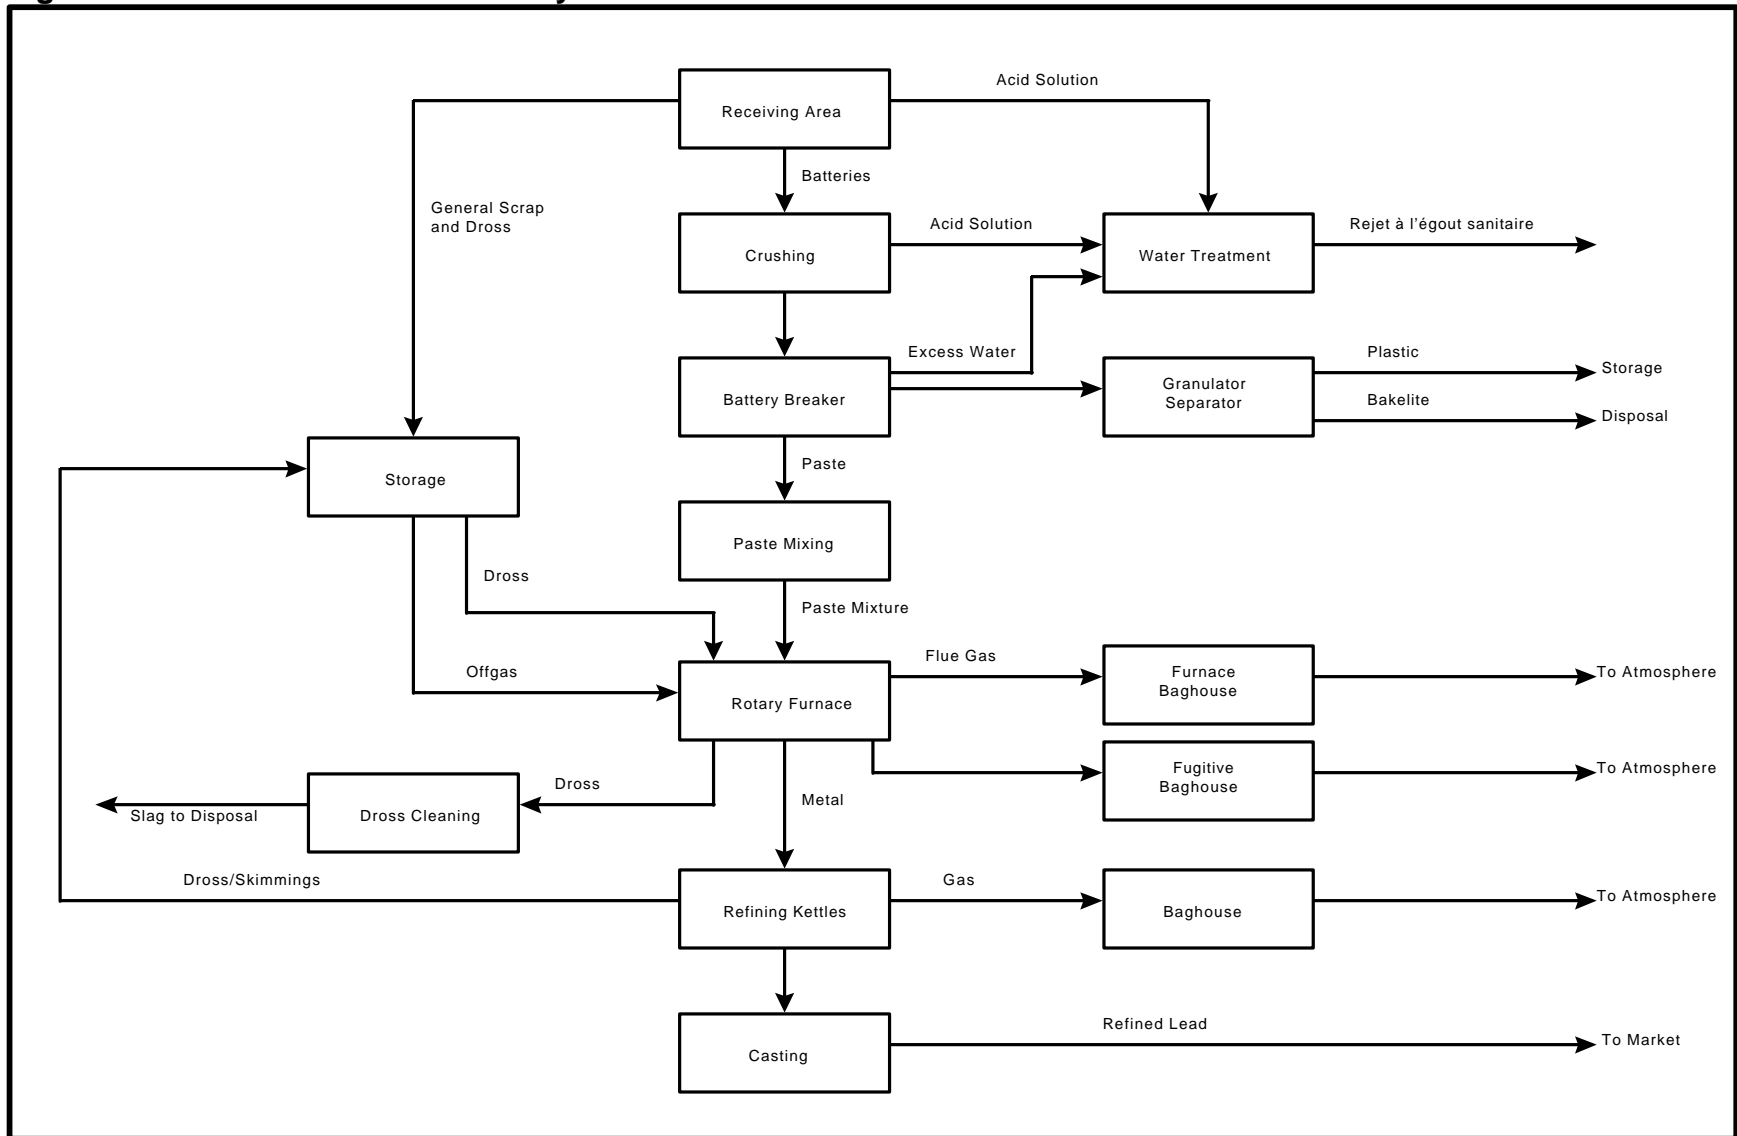 Acid Solution
Receiving Area
Batteries
General Scrap
and Dross
Acid Solution
Rejet à l'égout sanitaire
Crushing
Water Treatment
Excess Water
Plastic
Storage
Granulator
Separator
Battery Breaker
Bakelite
Disposal
Paste
Storage
Paste Mixing
Dross
Paste Mixture
Flue Gas
Offgas
Furnace
Baghouse
To Atmosphere
Rotary Furnace
Fugitive
Baghouse
To Atmosphere
Dross
Metal
Slag to Disposal
Dross Cleaning
Dross/Skimmings
Gas
To Atmosphere
Refining Kettles
Baghouse
Refined Lead
To Market
Casting